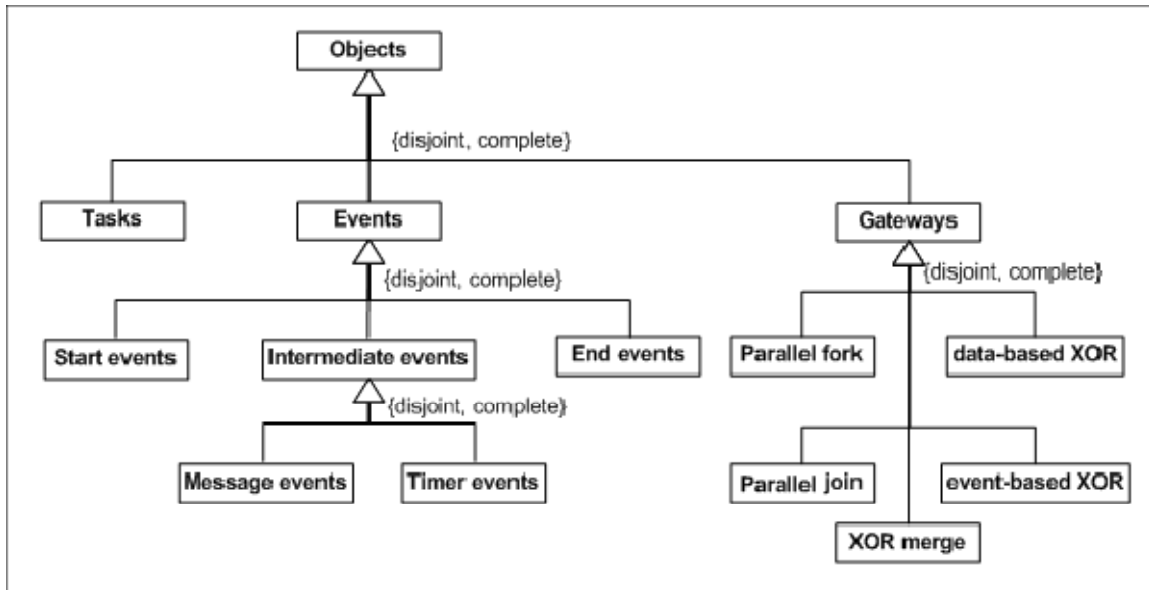 Objects
{disjoint, complete}
Tasks
Events
Gateways
{disjoint, complete}
{disjoint, complete}
Start events
Intermediate events
End events
Parallel fork
data-based XOR
{disjoint, complete}
Message events
Timer events
Parallel join
event-based XOR
XOR merge